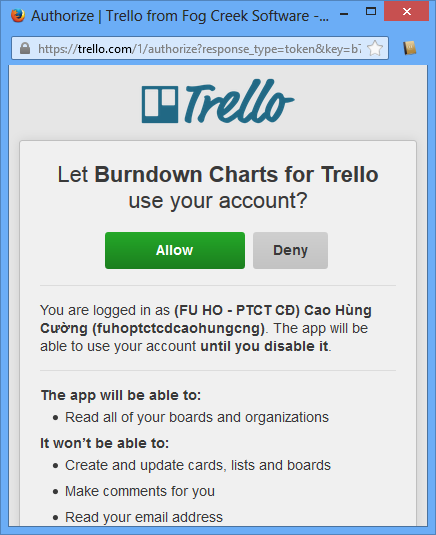 Authorize | Trello from Fog Creek Software -...
https://trello.com/1/authorize?response_type=token&key=b7
Trello
Let Burndown Charts for Trello
use your account?
Allow Deny
You are logged in as (FU HO - PTCT CĐ) Cao Hùng
Cường (fuhoptctcdcaohungcng). The app will be
able to use your account until you disable it.
The app will be able to:
• Read all of your boards and organizations
It won't be able to:
• Create and update cards, lists and boards
• Make comments for you
• Read your email address